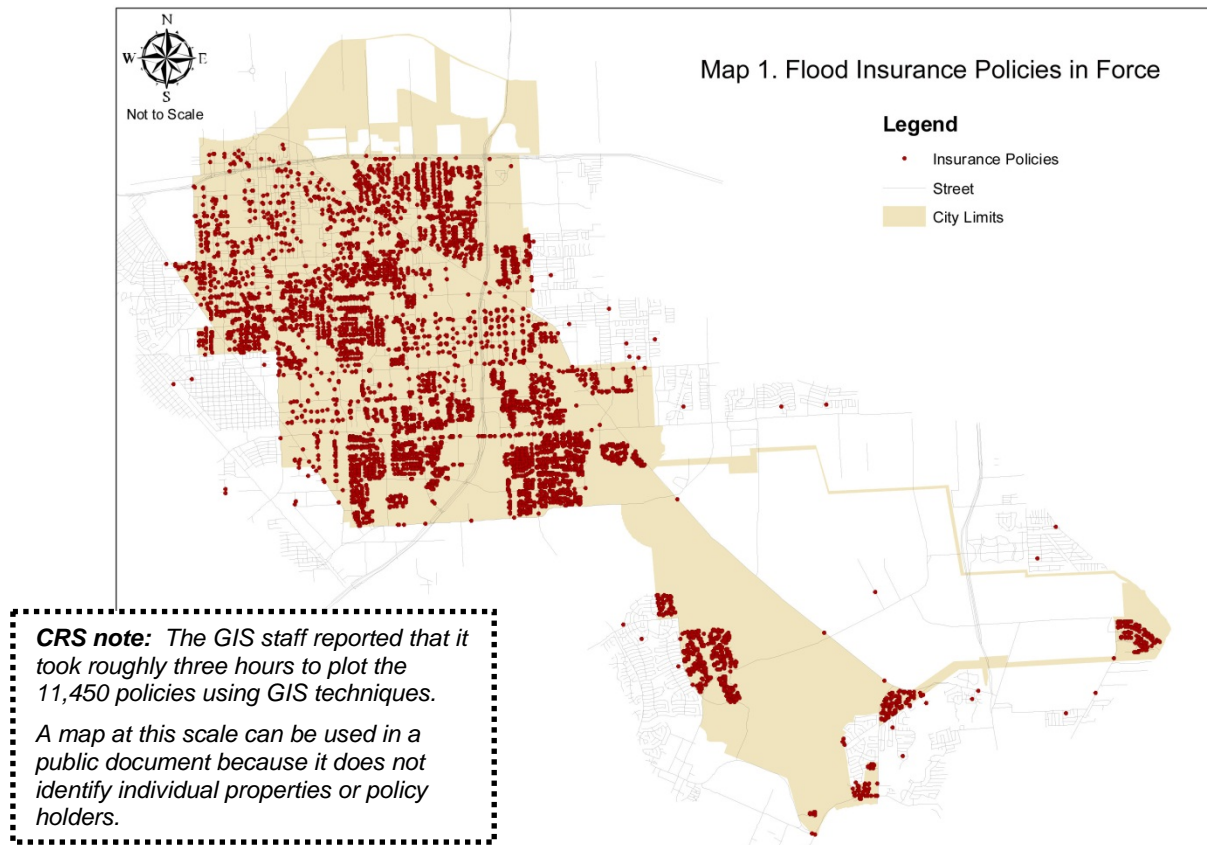 N
W E
S
Not to Scale
Map 1. Flood Insurance Policies in Force
Legend
Insurance Policies
Street
City Limits
CRS note: The GIS staff reported that it
took roughly three hours to plot the
11,450 policies using GIS techniques.
A map at this scale can be used in a
public document because it does not
identify individual properties or policy
holders.